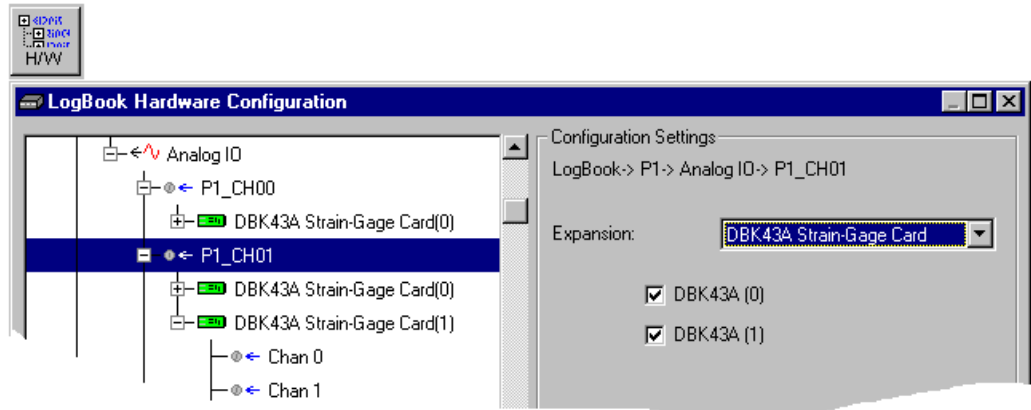 H/W
LogBook Hardware Configuration
Analog IO
P1_CH00
DBK43A Strain-Gage Card(0)
P1_CH01
DBK43A Strain-Gage Card(0)
DBK43A Strain-Gage Card(1)
Chan 0
Chan 1
Configuration Settings
LogBook-> P1-> Analog IO-> P1_CH01
Expansion: DBK43A Strain-Gage Card
DBK43A (0)
DBK43A (1)